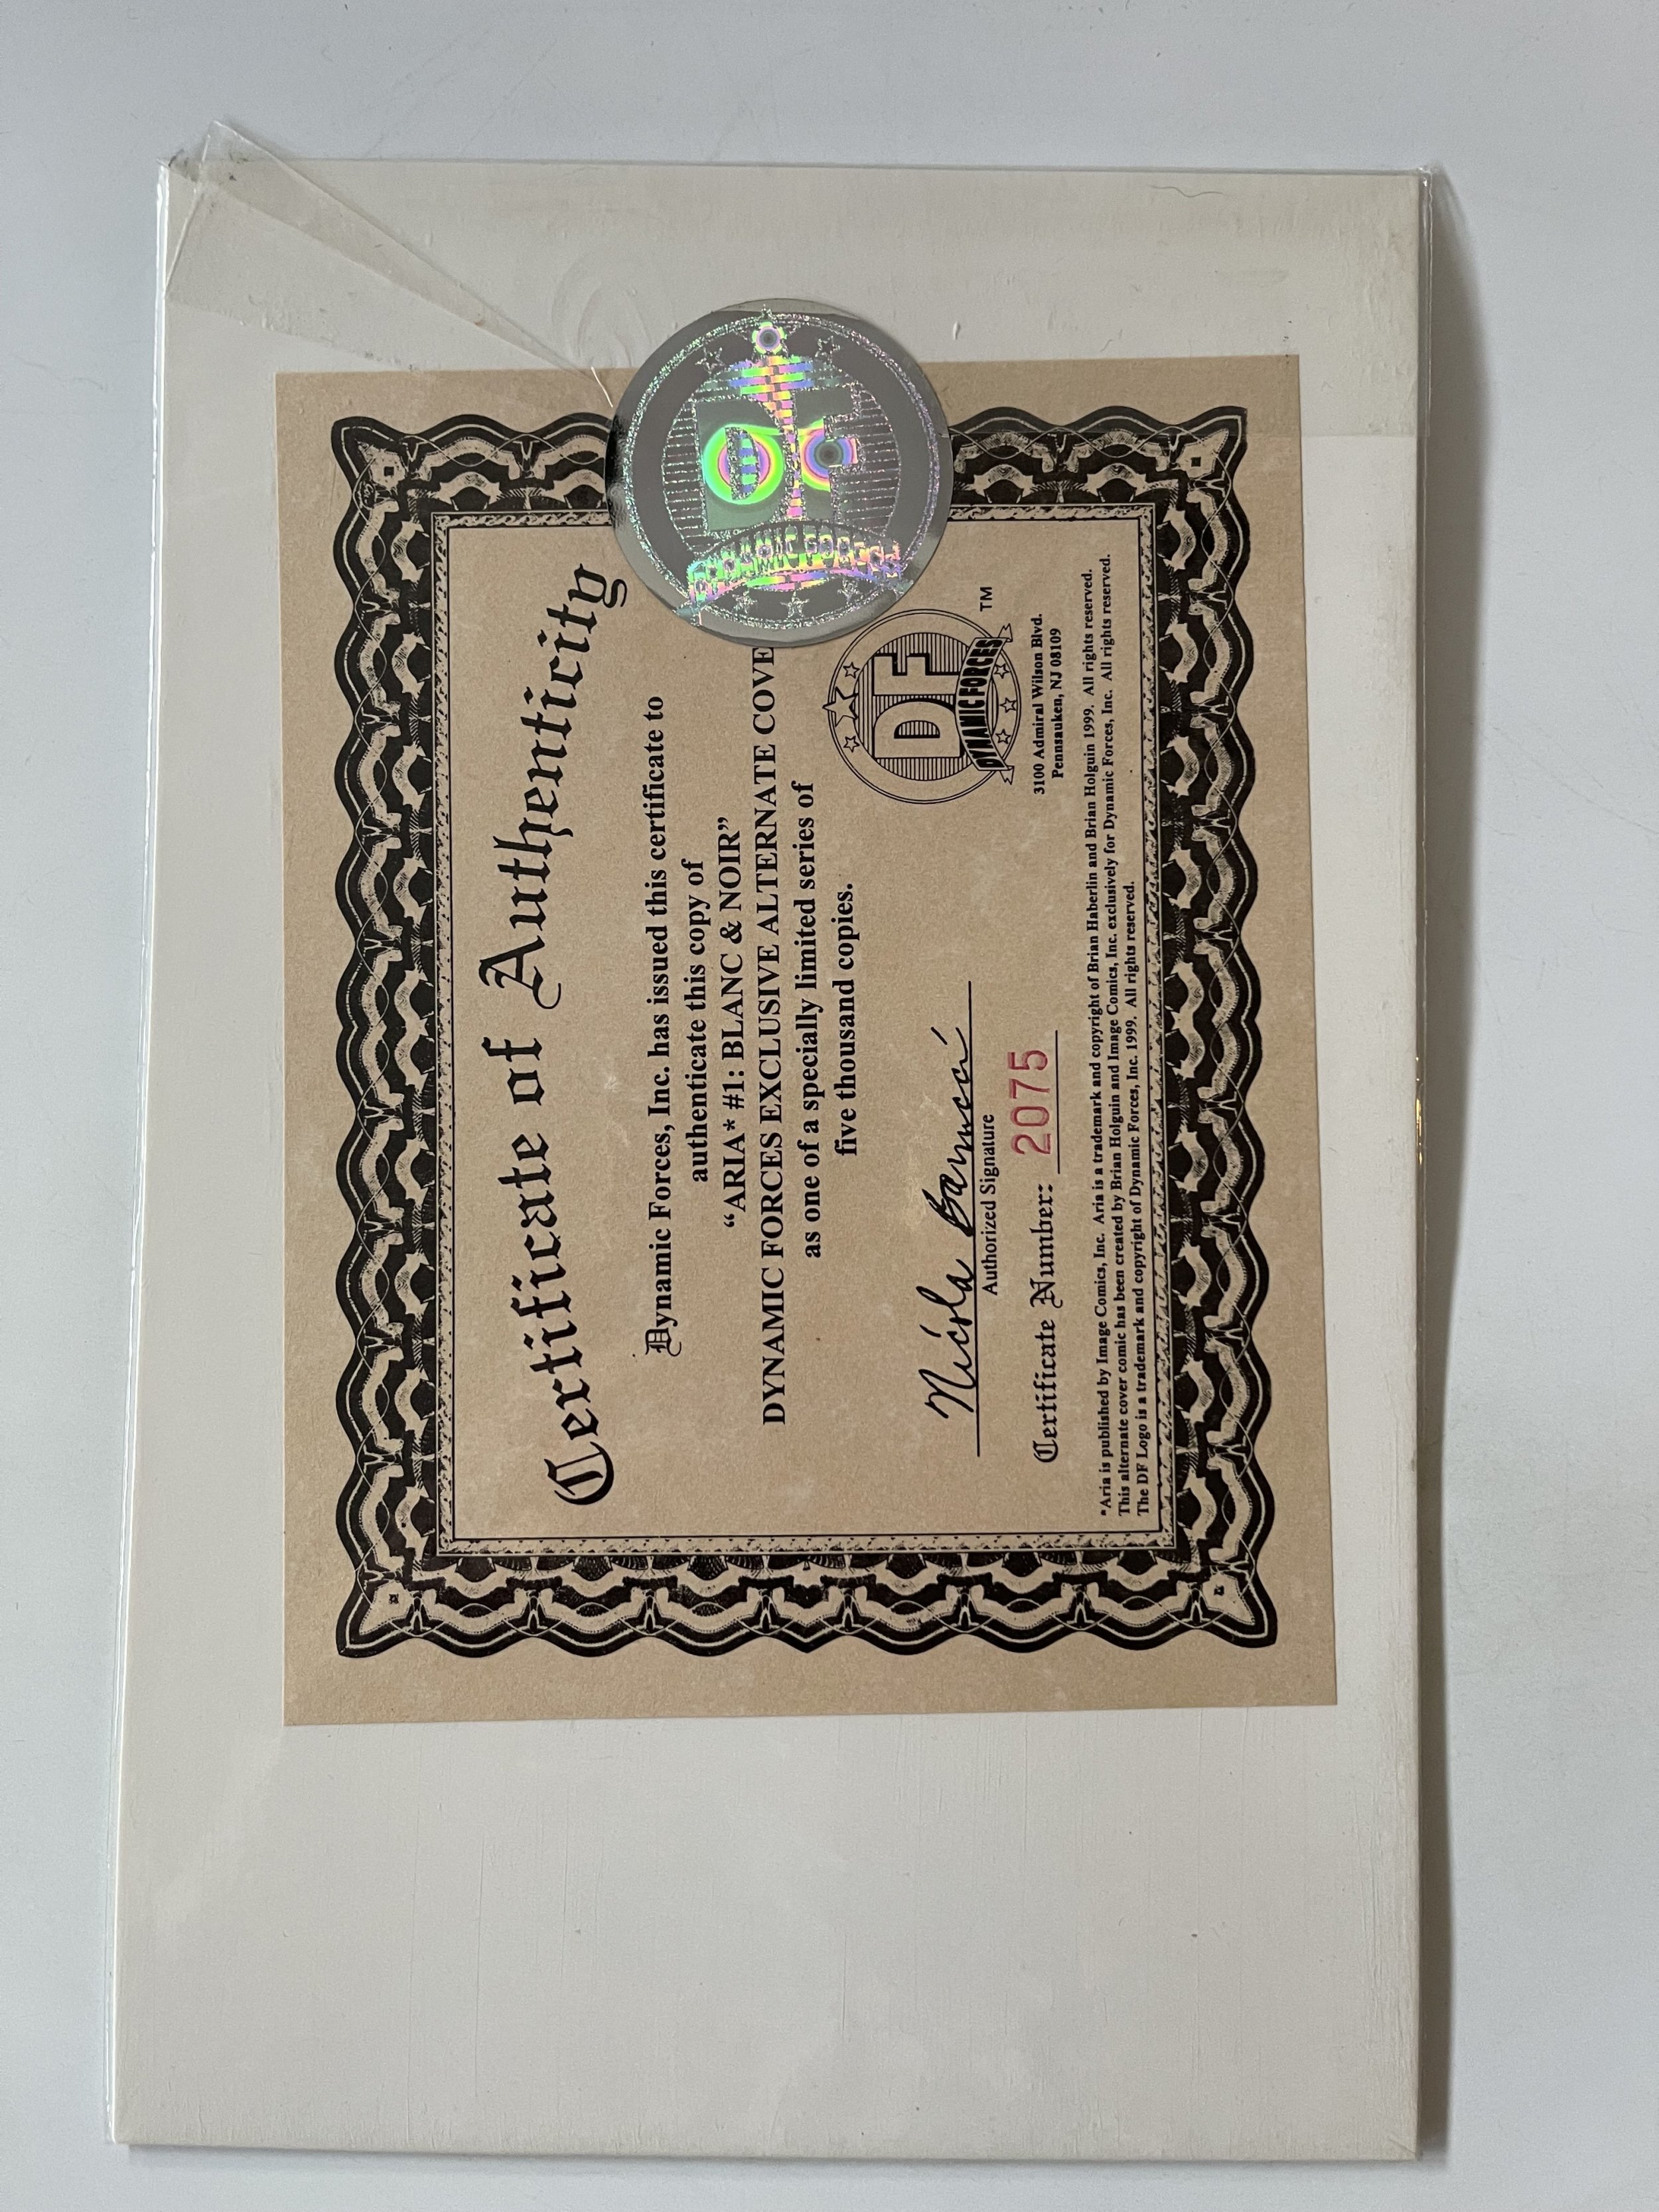 Certificate of Authenticity
Dynamic Forces, Inc. has issued this certificate to
authenticate this copy of
“ARIA* #1: BLANC & NOIR”
DYNAMIC FORCES EXCLUSIVE ALTERNATE COVE
as one of a specially limited series of
five thousand copies.
DF
DYNAMIC FORCES
DF
DYNAMIC FORCES
TM
Nicola Barrucci
Authorized Signature
3100 Admiral Wilson Blvd.
Pennsauken, NJ 08109
Certificate Number: 2075
*Aria is published by Image Comics, Inc. Aria is a trademark and copyright of Brian Haberlin and Brian Holguin 1999. All rights reserved.
This alternate cover comic has been created by Brian Holguin and Image Comics, Inc. exclusively for Dynamic Forces, Inc. All rights reserved.
The DF Logo is a trademark and copyright of Dynamic Forces, Inc. 1999. All rights reserved.